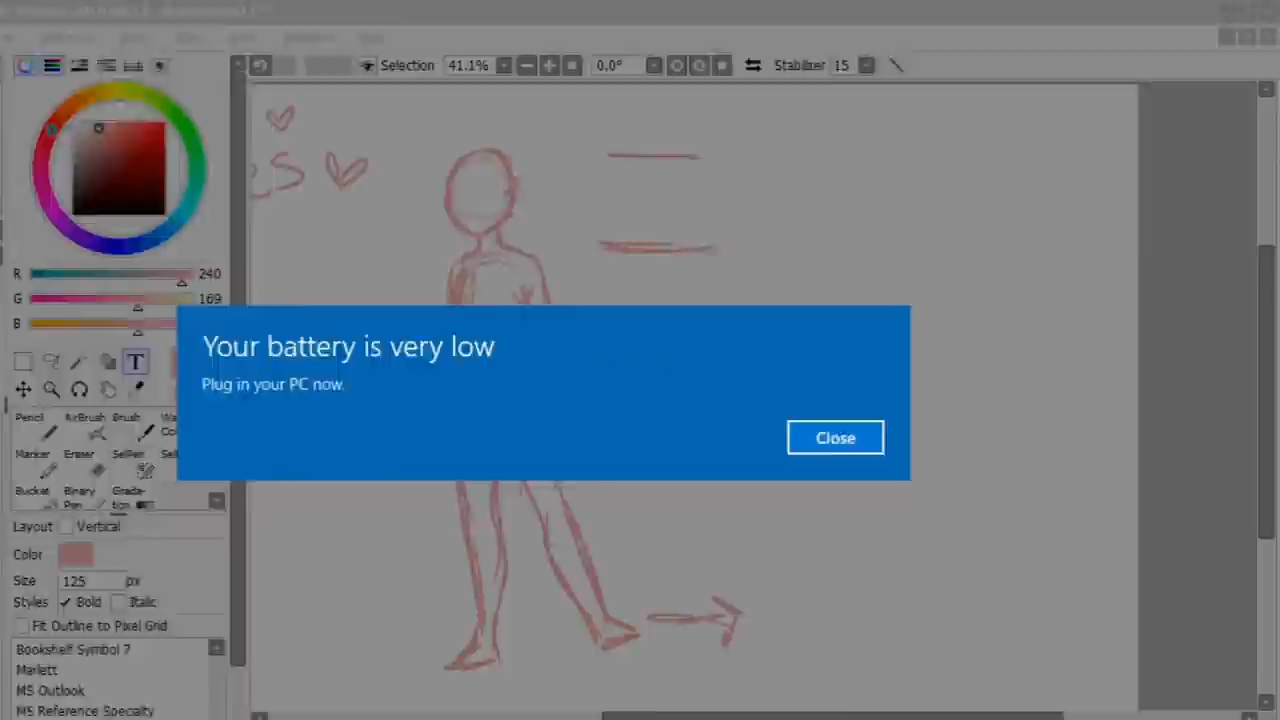 Selection 41.1% 0.0° Stabilizer 15
es
R 240
G 169
B
Your battery is very low
Plug in your PC now.
Close
T
Pencil AirBrush Brush
Marker Eraser SelPen
Bucket Binary Pen Grada-tion
Layout Vertical
Color
Size 125 px
Styles Bold Italic
Fit Outline to Pixel Grid
Bookshelf Symbol 7
Marlett
MS Outlook
MS Reference Specialty